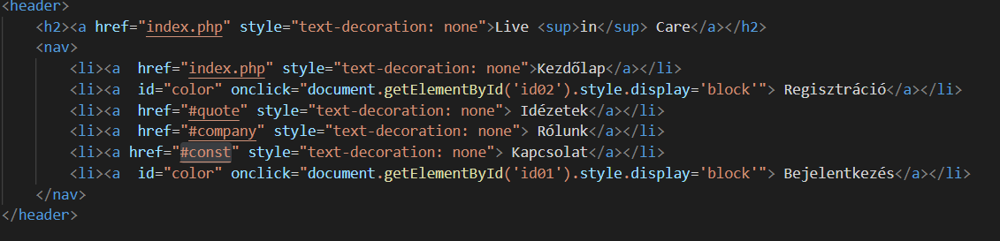 <header>
    <h2><a href="index.php" style="text-decoration: none">Live <sup>in</sup> Care</a></h2>
    <nav>
        <li><a  href="index.php" style="text-decoration: none">Kezdőlap</a></li>
        <li><a  id="color" onclick="document.getElementById('id02').style.display='block'"> Regisztráció</a></li>
        <li><a  href="#quote" style="text-decoration: none"> Idézetek</a></li>
        <li><a  href="#company" style="text-decoration: none"> Rólunk</a></li>
        <li><a href="#const" style="text-decoration: none"> Kapcsolat</a></li>
        <li><a  id="color" onclick="document.getElementById('id01').style.display='block'"> Bejelentkezés</a></li>
    </nav>
</header>